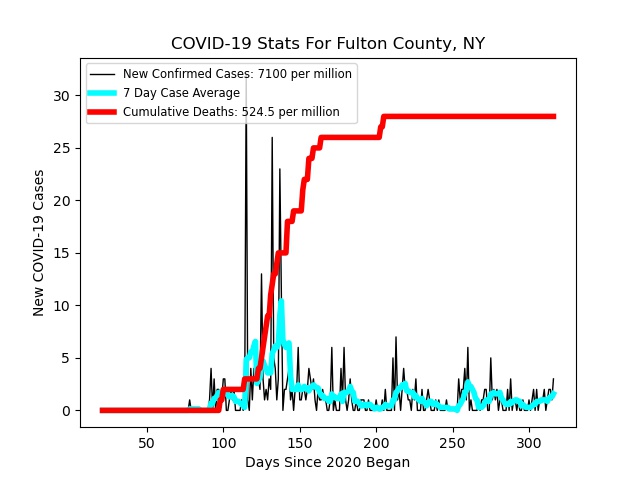 COVID-19 Stats For Fulton County, NY
New Confirmed Cases: 7100 per million
7 Day Case Average
Cumulative Deaths: 524.5 per million
New COVID-19 Cases
30
25
20
15
10
5
0
50 100 150 200 250 300
Days Since 2020 Began